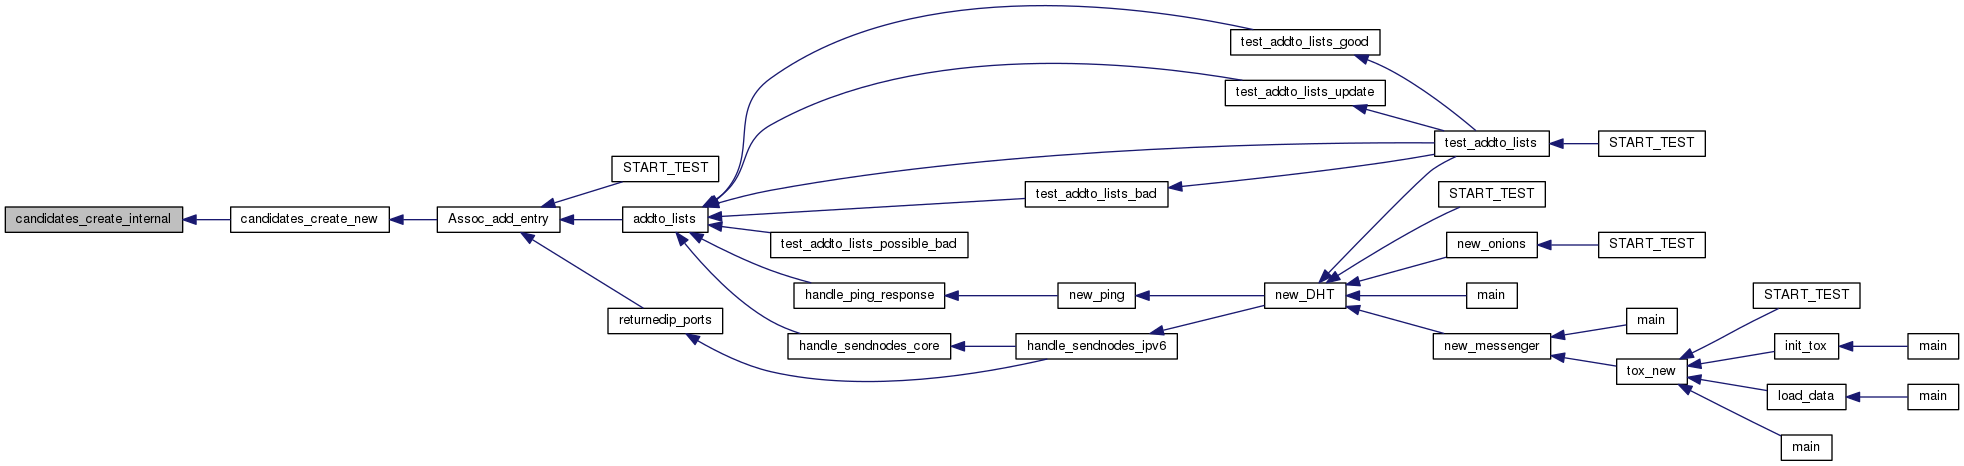 test_addto_lists_good
test_addto_lists_update
test_addto_lists
START_TEST
START_TEST
test_addto_lists_bad
START_TEST
candidates_create_internal
candidates_create_new
Assoc_add_entry
addto_lists
test_addto_lists_possible_bad
new_onions
START_TEST
handle_ping_response
new_ping
new_DHT
main
START_TEST
returnedip_ports
main
handle_sendnodes_core
handle_sendnodes_ipv6
new_messenger
init_tox
main
tox_new
load_data
main
main